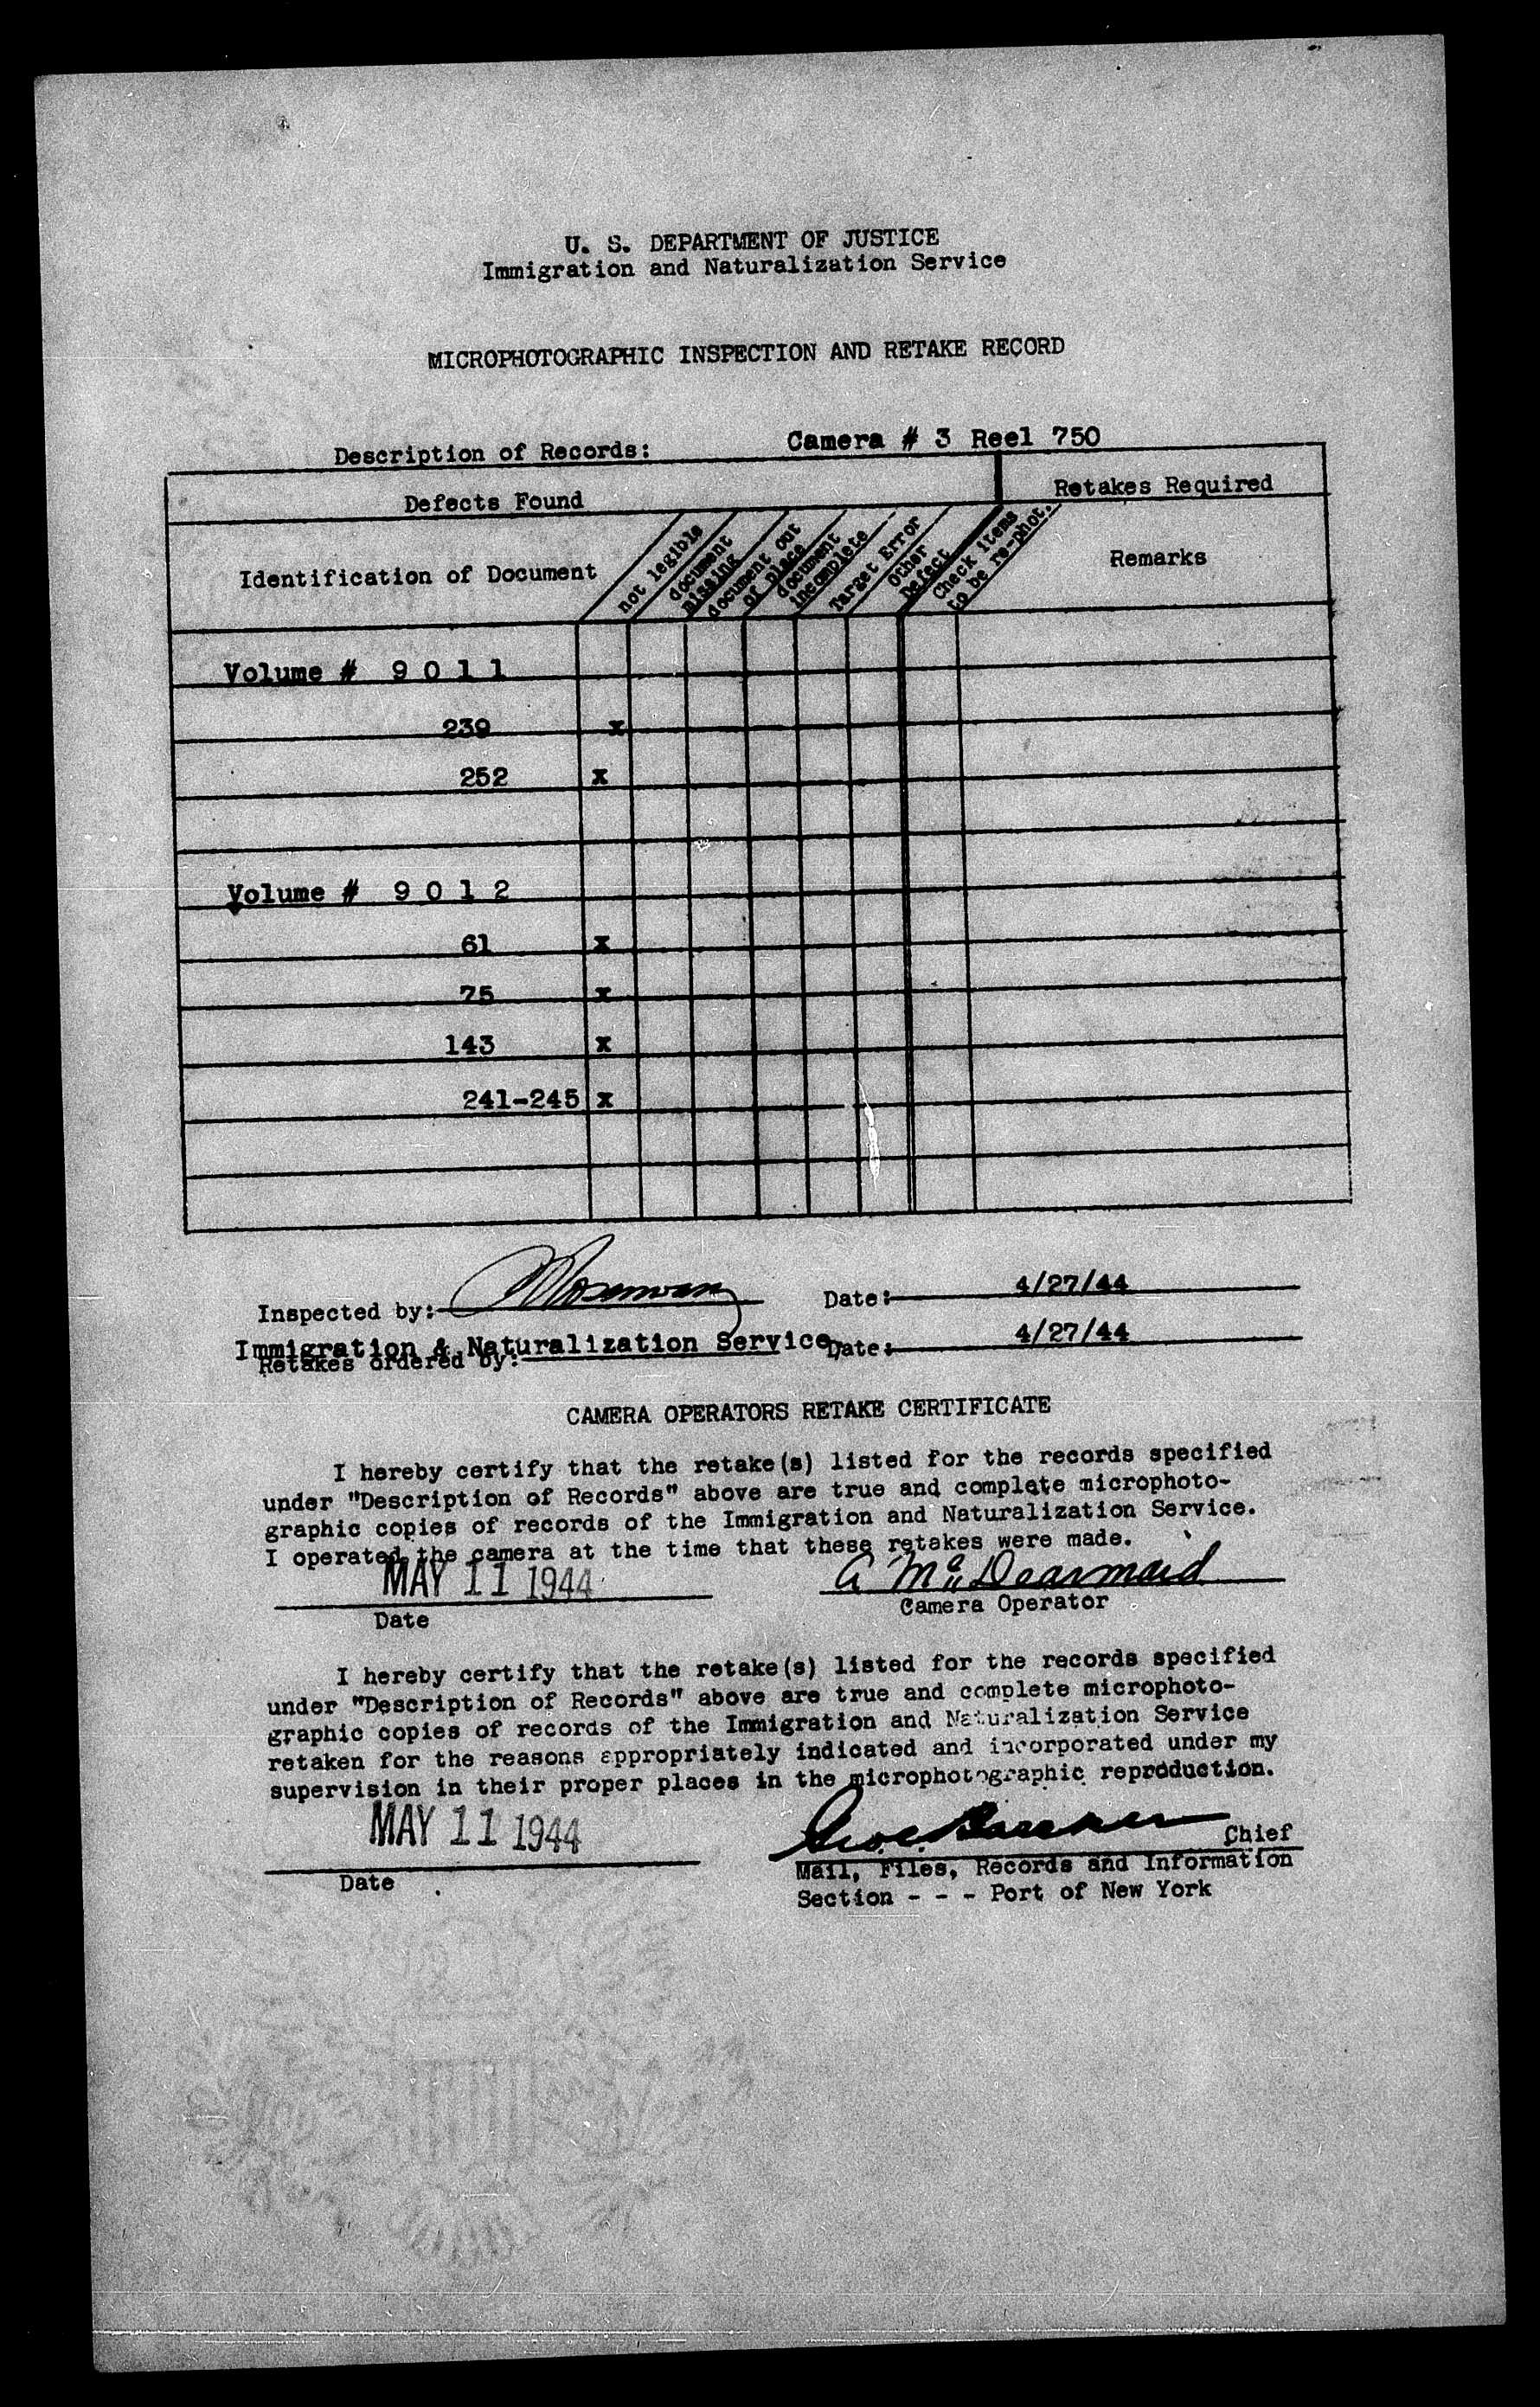 U. S. DEPARTMENT OF JUSTICE
Immigration and Naturalization Service
MICROPHOTOGRAPHIC INSPECTION AND RETAKE RECORD
Description of Records: Camera # 3 Reel 750
Defects Found
Retakes Required
Identification of Document
not legible
document missing
document out of place
document incomplete
Target Error
Other Defect
Check items to be re-phot.
Remarks
Volume # 9 0 1 1
239 x
252 x
Volume # 9 0 1 2
61 x
75 x
143 x
241-245 x
Inspected by: Date: 4/27/44
Immigration & Naturalization Service
Retakes ordered by: Date: 4/27/44
CAMERA OPERATORS RETAKE CERTIFICATE
I hereby certify that the retake(s) listed for the records specified
under "Description of Records" above are true and complete microphoto-
graphic copies of records of the Immigration and Naturalization Service.
I operated the camera at the time that these retakes were made.
MAY 11 1944
Date
Camera Operator
I hereby certify that the retake(s) listed for the records specified
under "Description of Records" above are true and complete microphoto-
graphic copies of records of the Immigration and Naturalization Service
retaken for the reasons appropriately indicated and incorporated under my
supervision in their proper places in the microphotographic reproduction.
MAY 11 1944
Date
Chief
Mail, Files, Records and Information
Section - - - Port of New York